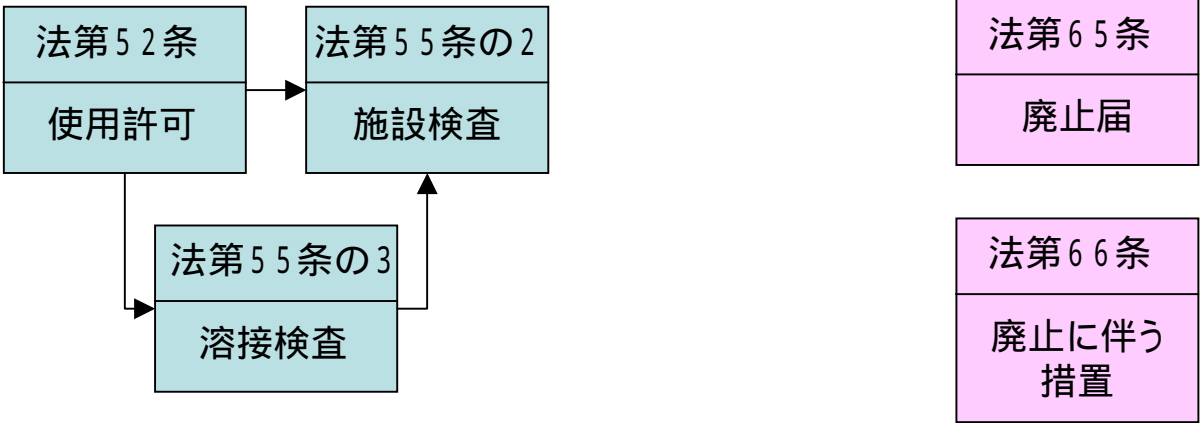 法第５２条
使用許可
法第５５条の２
施設検査
法第５５条の３
溶接検査
法第６５条
廃止届
法第６６条
廃止に伴う
措置